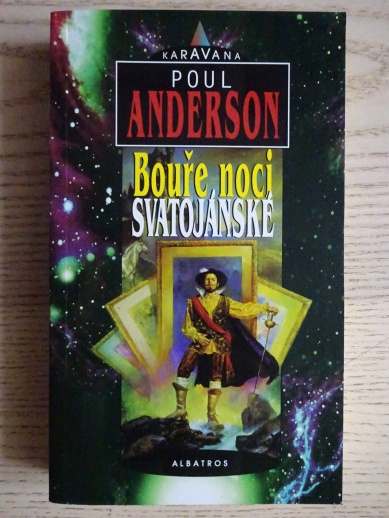 KARAVANA
POUL
ANDERSON
Bouře noci
SVATOJÁNSKÉ
ALBATROS